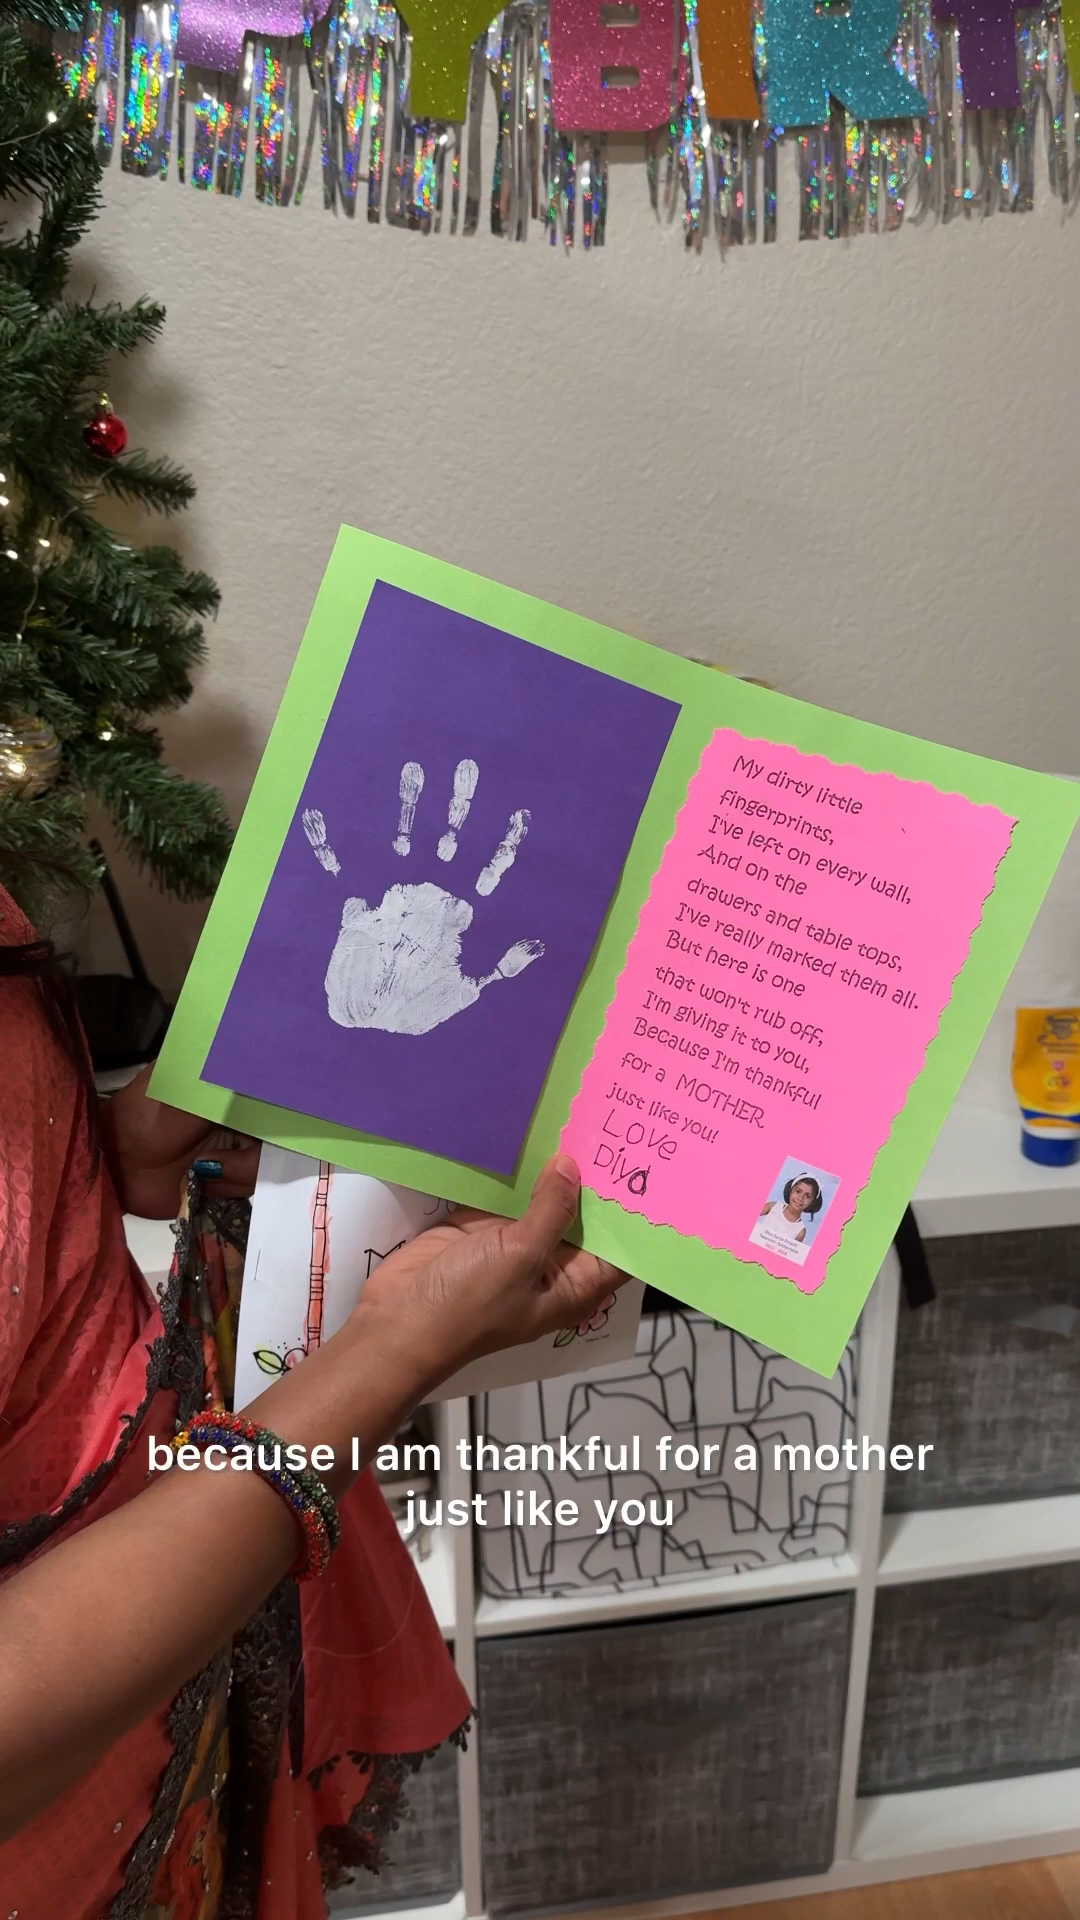 Y BIRT
My dirty little
fingerprints,
I've left on every wall,
And on the
drawers and table tops,
I've really marked them all.
But here is one
that won't rub off,
I'm giving it to you,
Because I'm thankful
for a MOTHER
just like you!
Love
Diya
because I am thankful for a mother
just like you